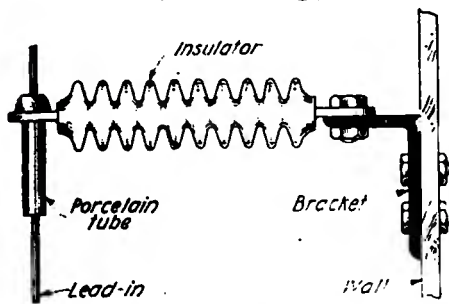 Insulator
Porcelain
tube
Bracket
Lead-in
Wall